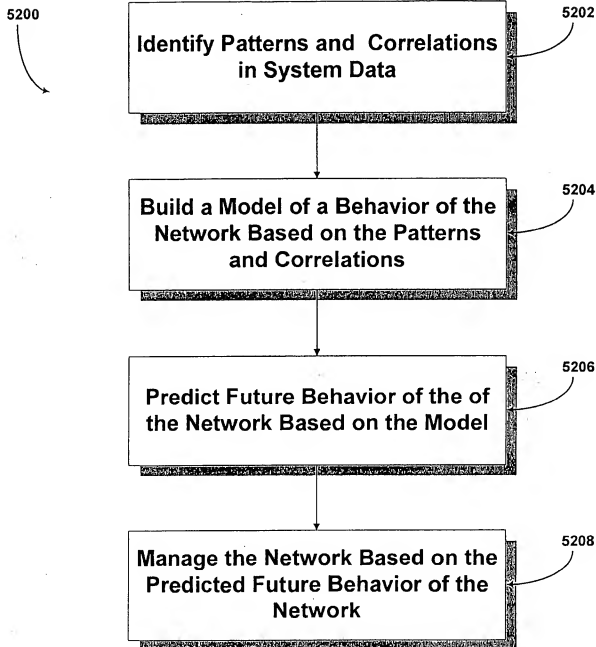 5200
5202
Identify Patterns and Correlations
in System Data
5204
Build a Model of a Behavior of the
Network Based on the Patterns
and Correlations
5206
Predict Future Behavior of the of
the Network Based on the Model
5208
Manage the Network Based on the
Predicted Future Behavior of the
Network